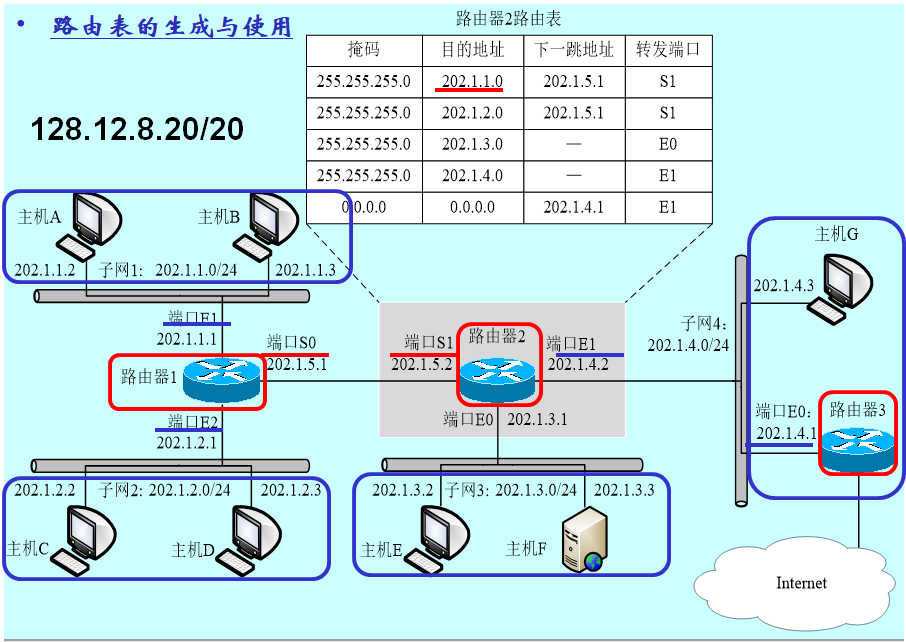 • 路由表的生成与使用
路由器2路由表
掩码 目的地址 下一跳地址 转发端口
255.255.255.0 202.1.1.0 202.1.5.1 S1
255.255.255.0 202.1.2.0 202.1.5.1 S1
255.255.255.0 202.1.3.0 — E0
255.255.255.0 202.1.4.0 — E1
0.0.0.0 0.0.0.0 202.1.4.1 E1
128.12.8.20/20
主机A
主机B
202.1.1.2 子网1: 202.1.1.0/24 202.1.1.3
端口E1
202.1.1.1
路由器1
端口S0
202.1.5.1
端口E2
202.1.2.1
202.1.2.2 子网2: 202.1.2.0/24 202.1.2.3
主机C
主机D
端口S1
202.1.5.2
路由器2
端口E1
202.1.4.2
端口E0 202.1.3.1
202.1.3.2 子网3: 202.1.3.0/24 202.1.3.3
主机E
主机F
子网4:
202.1.4.0/24
主机G
202.1.4.3
端口E0:
202.1.4.1
路由器3
Internet